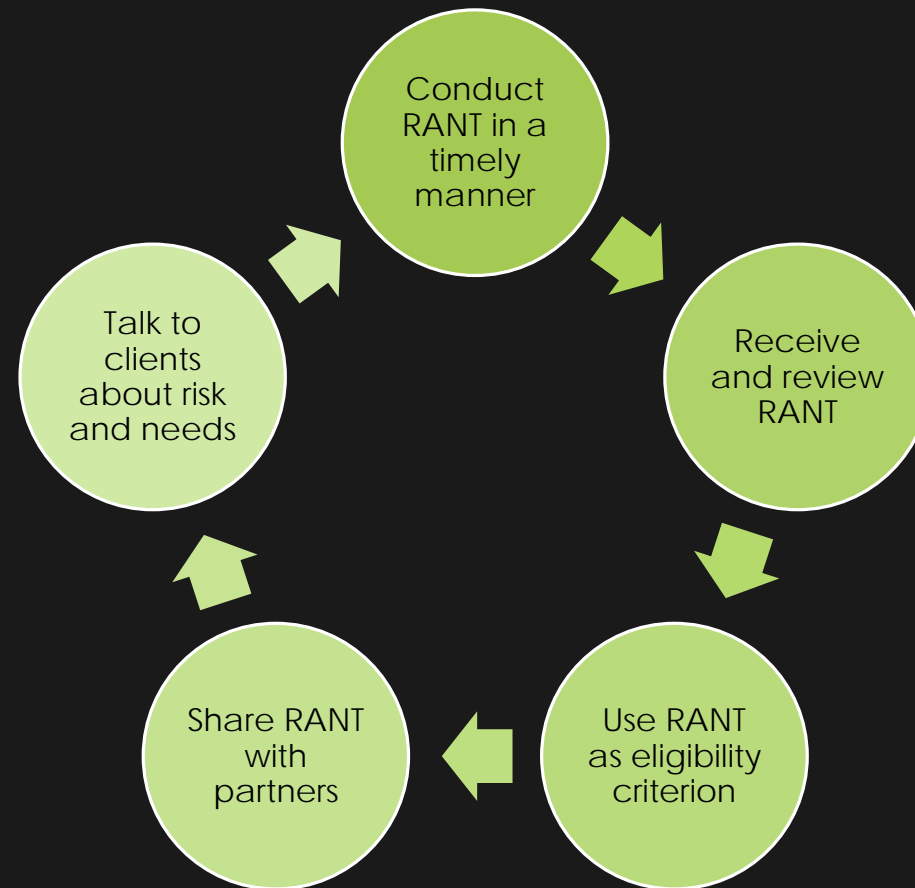 Conduct
RANT in a
timely
manner
Receive
and review
RANT
Use RANT
as eligibility
criterion
Share RANT
with
partners
Talk to
clients
about risk
and needs